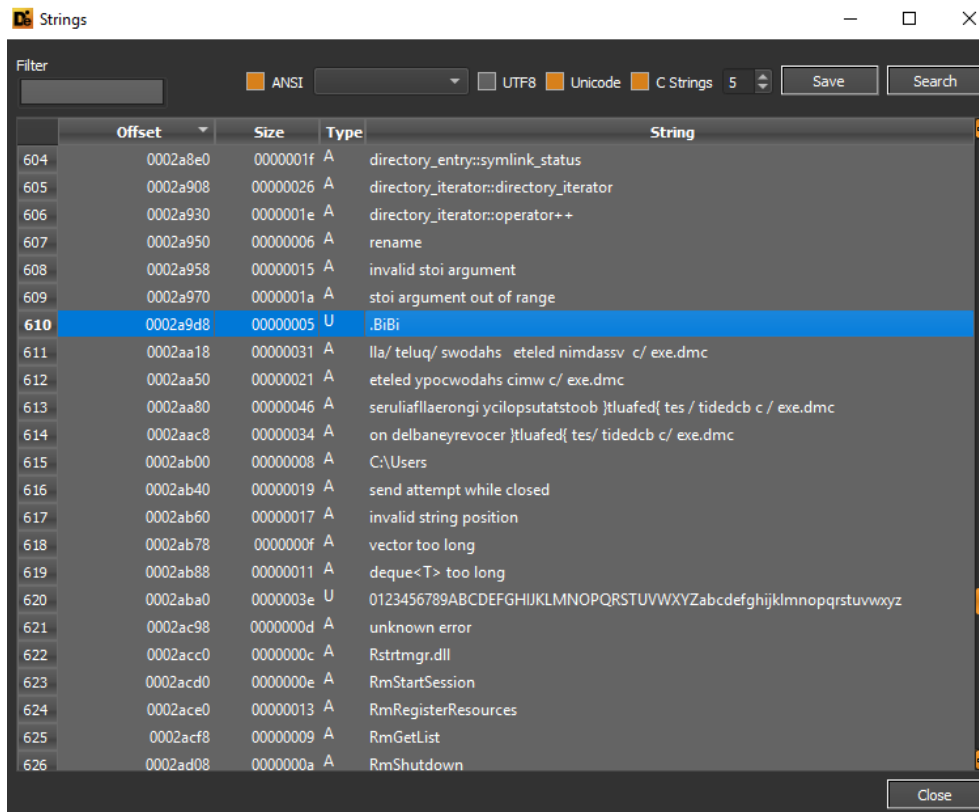 Strings
Filter
ANSI UTF8 Unicode C Strings 5 Save Search
Offset Size Type String
604 0002a8e0 0000001f A directory_entry::symlink_status
605 0002a908 00000026 A directory_iterator::directory_iterator
606 0002a930 0000001e A directory_iterator::operator++
607 0002a950 00000006 A rename
608 0002a958 00000015 A invalid stoi argument
609 0002a970 0000001a A stoi argument out of range
610 0002a9d8 00000005 U .BiBi
611 0002aa18 00000031 A lla/ teluq/ swodahs eteled nimdassv c/ exe.dmc
612 0002aa50 00000021 A eteled ypocwodahs cimw c/ exe.dmc
613 0002aa80 00000046 A seruliafllaerongi ycilopsutatstoob }tluafed{ tes / tidedcb c / exe.dmc
614 0002aac8 00000034 A on delbaneyrevocer }tluafed{ tes/ tidedcb c/ exe.dmc
615 0002ab00 00000008 A C:\Users
616 0002ab40 00000019 A send attempt while closed
617 0002ab60 00000017 A invalid string position
618 0002ab78 0000000f A vector too long
619 0002ab88 00000011 A deque<T> too long
620 0002aba0 0000003e U 0123456789ABCDEFGHIJKLMNOPQRSTUVWXYZabcdefghijklmnopqrstuvwxyz
621 0002ac98 0000000d A unknown error
622 0002acc0 0000000c A Rstrtmgr.dll
623 0002acd0 0000000e A RmStartSession
624 0002ace0 00000013 A RmRegisterResources
625 0002acf8 00000009 A RmGetList
626 0002ad08 0000000a A RmShutdown
Close